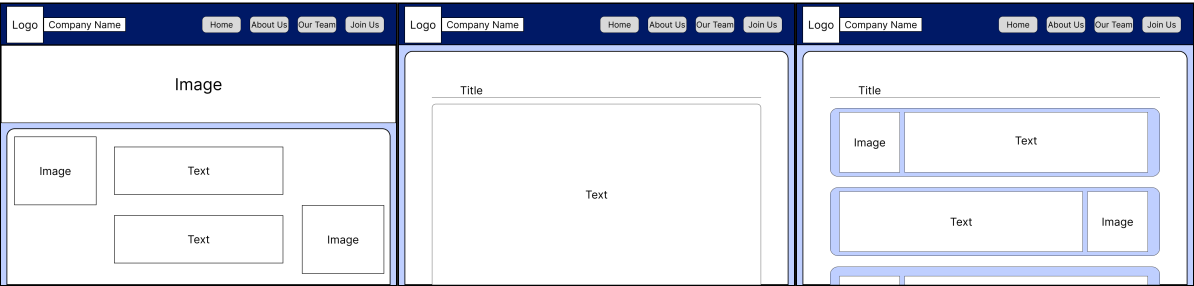 Logo
Company Name
Home
About Us
Our Team
Join Us
Image
Image
Text
Text
Image
Logo
Company Name
Home
About Us
Our Team
Join Us
Title
Text
Logo
Company Name
Home
About Us
Our Team
Join Us
Title
Image
Text
Text
Image